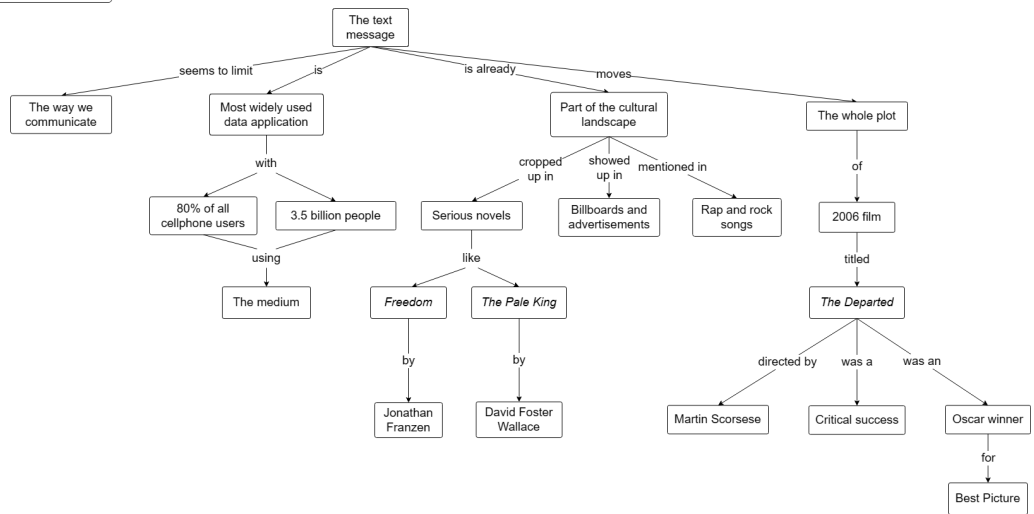 The text
message
seems to limit
is
is already
moves
The way we
communicate
Most widely used
data application
Part of the cultural
landscape
The whole plot
with
cropped
up in
showed
up in
mentioned in
of
80% of all
cellphone users
3.5 billion people
Serious novels
Billboards and
advertisements
Rap and rock
songs
2006 film
using
like
titled
The medium
Freedom
The Pale King
The Departed
by
by
directed by
was a
was an
Jonathan
Franzen
David Foster
Wallace
Martin Scorsese
Critical success
Oscar winner
for
Best Picture